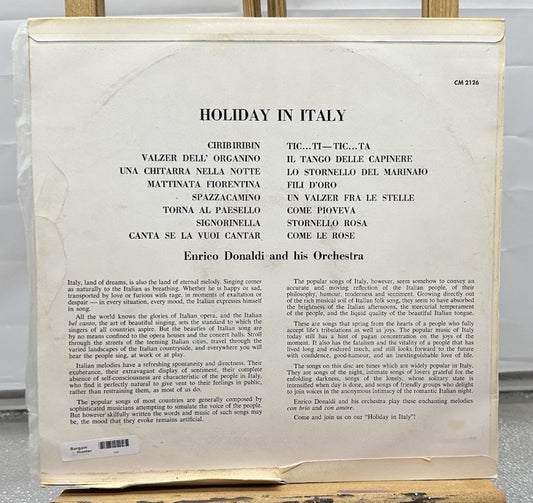 CM 2126
HOLIDAY IN ITALY
CIRIBIRIBIN
VALZER DELL' ORGANINO
UNA CHITARRA NELLA NOTTE
MATTINATA FIORENTINA
SPAZZACAMINO
TORNA AL PAESELLO
SIGNORINELLA
CANTA SE LA VUOI CANTAR
TIC...TI—TIC...TA
IL TANGO DELLE CAPINERE
LO STORNELLO DEL MARINAIO
FILI D'ORO
UN VALZER FRA LE STELLE
COME PIOVEVA
STORNELLO ROSA
COME LE ROSE
Enrico Donaldi and his Orchestra
Italy, land of dreams, is also the land of eternal melody. Singing comes
as naturally to the Italian as breathing. Whether he is happy or sad,
transported by love or furious with rage, in moments of exaltation or
despair — in every situation, every mood, the Italian expresses himself
in song.
All the world knows the glories of Italian opera, and the Italian
bel canto, the art of beautiful singing, sets the standard to which the
singers of all countries aspire. But the beauties of Italian song are
by no means confined to the opera houses and the concert halls. Stroll
through the streets of the teeming Italian cities, travel through the
varied landscapes of the Italian countryside, and everywhere you will
hear the people sing, at work or at play.
Italian melodies have a refreshing spontaneity and directness. Their
exuberance, their extravagant display of sentiment, their complete
absence of self-consciousness are characteristic of the people in Italy,
who find it perfectly natural to give vent to their feelings in public,
rather than restraining them, as most of us do.
The popular songs of most countries are generally composed by
sophisticated musicians attempting to simulate the voice of the people.
But however skilfully written the words and music of such songs may
be, the mood that they evoke remains artificial.
The popular songs of Italy, however, seem somehow to convey an
accurate and moving reflection of the Italian people, of their
philosophy, humour, tenderness and sentiment. Growing directly out
of the rich musical soil of Italian folk song, they seem to have absorbed
the brightness of the Italian afternoons, the mercurial temperament
of the people, and the liquid quality of the beautiful Italian tongue.
These are songs that spring from the hearts of a people who fully
accept life's tribulations as well as joys. The popular music of Italy
today still has a hint of pagan concentration on the joys of the
moment. It also has the fatalism and the vitality of a people that has
lived long and endured much, and still looks forward to the future
with confidence, good-humour, and an inextinguishable love of life.
The songs on this disc are tunes which are widely popular in Italy.
They are songs of the night, intimate songs of lovers grateful for the
enfolding darkness, songs of the lonely, whose solitary state is
intensified when day is done, and songs of friendly groups who delight
to join voices in the anonymous intimacy of the romantic Italian night.
Enrico Donaldi and his orchestra play these enchanting melodies
con brio and con amore.
Come and join us on our "Holiday in Italy"!
Bargain
Hunter